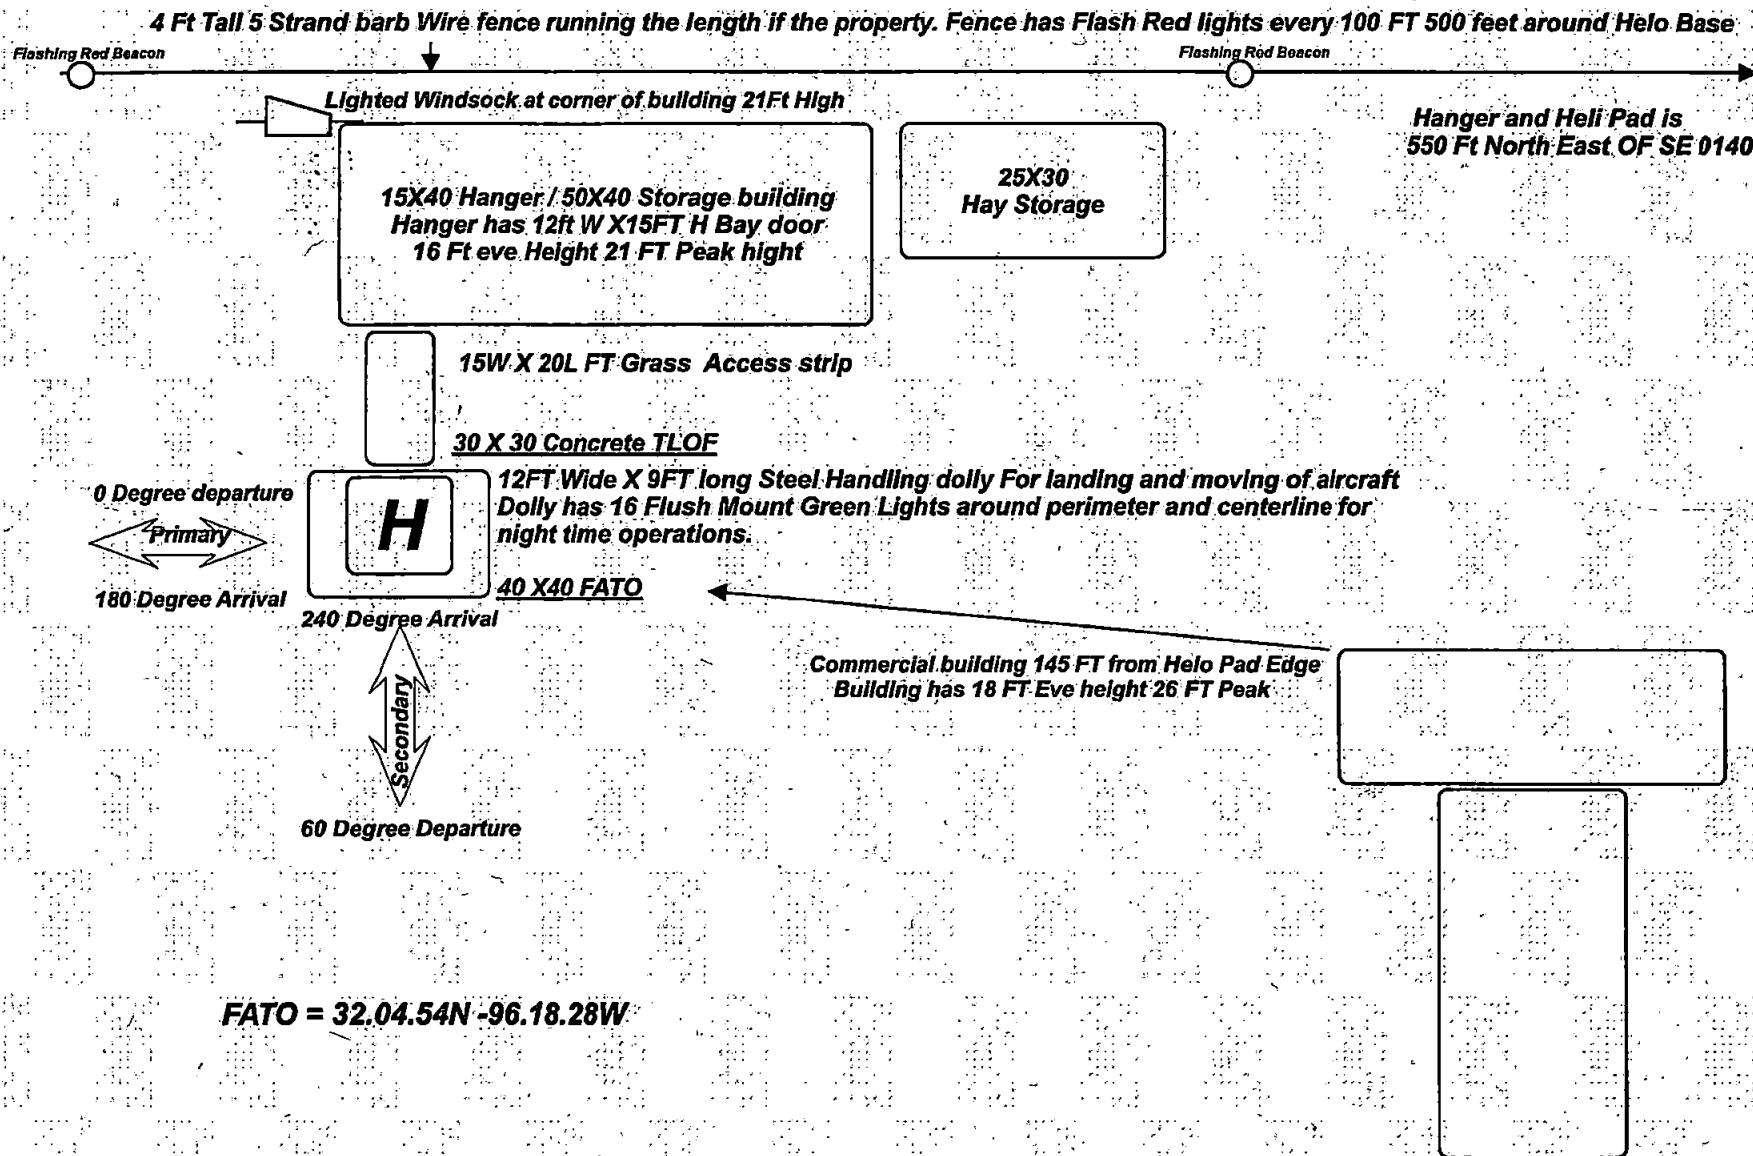 4 Ft Tall 5 Strand barb Wire fence running the length if the property. Fence has Flash Red lights every 100 FT 500 feet around Helo Base
Flashing Red Beacon
Flashing Red Beacon
Lighted Windsock at corner of building 21Ft High
Hanger and Heli Pad is
550 Ft North East OF SE 0140
15X40 Hanger / 50X40 Storage building
Hanger has 12ft W X15FT H Bay door
16 Ft eve Height 21 FT Peak hight
25X30
Hay Storage
15W X 20L FT Grass Access strip
30 X 30 Concrete TLOF
12FT Wide X 9FT long Steel Handling dolly For landing and moving of aircraft
Dolly has 16 Flush Mount Green Lights around perimeter and centerline for
night time operations.
0 Degree departure
Primary
180 Degree Arrival
H
40 X40 FATO
240 Degree Arrival
Secondary
60 Degree Departure
Commercial building 145 FT from Helo Pad Edge
Building has 18 FT Eve height 26 FT Peak
FATO = 32.04.54N -96.18.28W